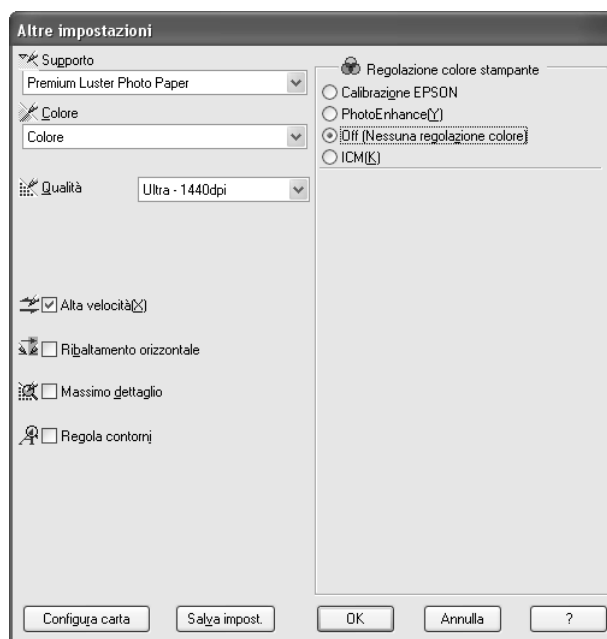 Altre impostazioni
Supporto
Premium Luster Photo Paper
Colore
Colore
Qualità
Ultra - 1440dpi
Alta velocità(X)
Ribaltamento orizzontale
Massimo dettaglio
Regola contorni
Regolazione colore stampante
Calibrazione EPSON
PhotoEnhance(Y)
Off (Nessuna regolazione colore)
ICM(K)
Configura carta
Salva impost.
OK
Annulla
?